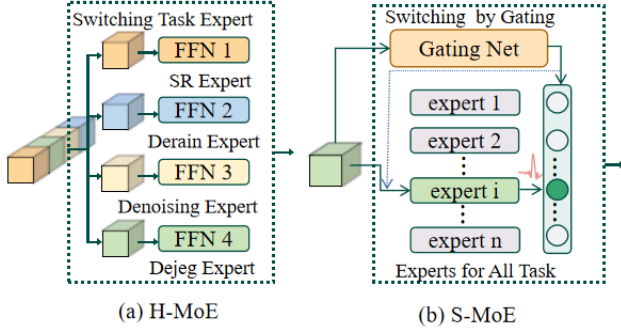 Switching Task Expert
FFN 1
SR Expert
FFN 2
Derain Expert
FFN 3
Denoising Expert
FFN 4
Dejeg Expert
(a) H-MoE
Switching by Gating
Gating Net
expert 1
expert 2
expert i
expert n
Experts for All Task
(b) S-MoE